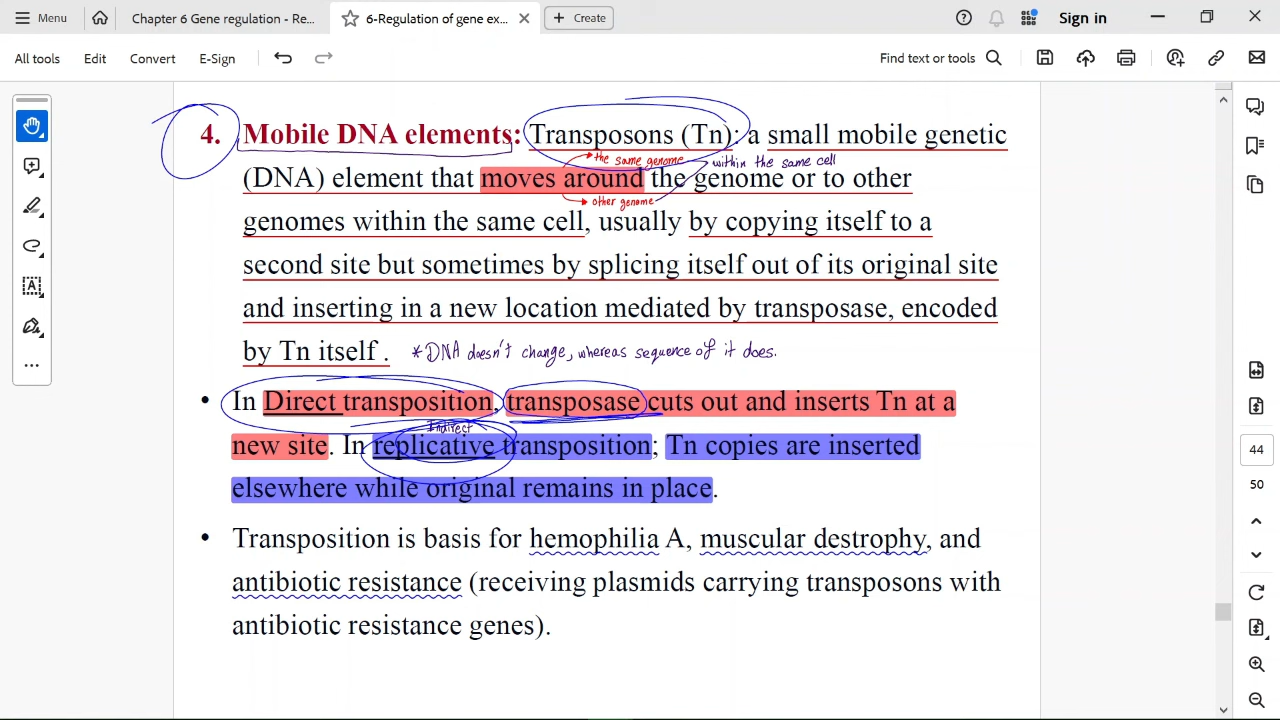 Menu
Chapter 6 Gene regulation - Re...
6-Regulation of gene ex...
Create
Sign in
All tools
Edit
Convert
E-Sign
Find text or tools
4. Mobile DNA elements: Transposons (Tn): a small mobile genetic
the same genome
within the same cell
(DNA) element that moves around the genome or to other
other genome
genomes within the same cell, usually by copying itself to a
second site but sometimes by splicing itself out of its original site
and inserting in a new location mediated by transposase, encoded
by Tn itself .
*DNA doesn't change, whereas sequence of it does.
• In Direct transposition, transposase cuts out and inserts Tn at a
Indirect
new site. In replicative transposition; Tn copies are inserted
elsewhere while original remains in place.
• Transposition is basis for hemophilia A, muscular destrophy, and
antibiotic resistance (receiving plasmids carrying transposons with
antibiotic resistance genes).
44
50